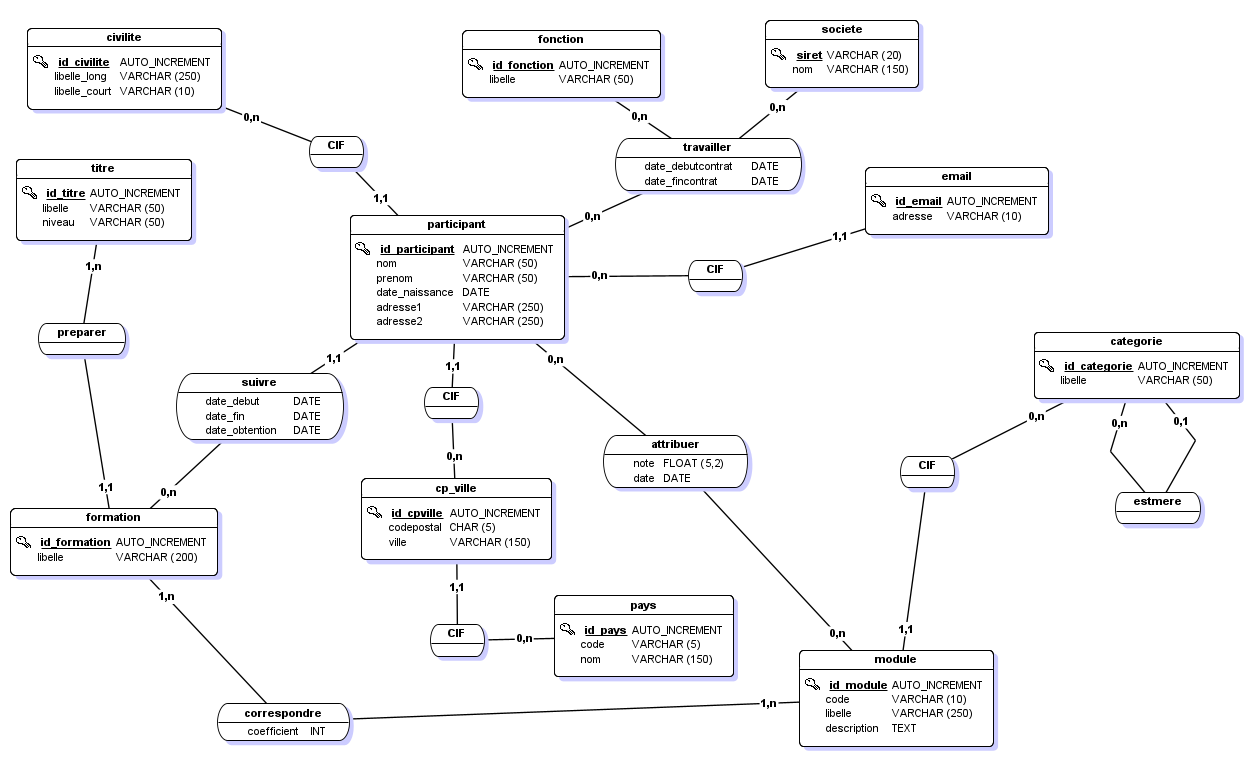 civilite
id_civilite AUTO_INCREMENT
libelle_long VARCHAR (250)
libelle_court VARCHAR (10)
fonction
id_fonction AUTO_INCREMENT
libelle VARCHAR (50)
societe
siret VARCHAR (20)
nom VARCHAR (150)
0,n
0,n
0,n
CIF
travailler
date_debutcontrat DATE
date_fincontrat DATE
titre
id_titre AUTO_INCREMENT
libelle VARCHAR (50)
niveau VARCHAR (50)
email
id_email AUTO_INCREMENT
adresse VARCHAR (10)
1,1
0,n
participant
id_participant AUTO_INCREMENT
nom VARCHAR (50)
prenom VARCHAR (50)
date_naissance DATE
adresse1 VARCHAR (250)
adresse2 VARCHAR (250)
1,1
CIF
0,n
1,n
preparer
1,1
1,1
0,n
categorie
id_categorie AUTO_INCREMENT
libelle VARCHAR (50)
suivre
date_debut DATE
date_fin DATE
date_obtention DATE
CIF
0,n
0,n
0,1
attribuer
note FLOAT (5,2)
date DATE
0,n
CIF
1,1
0,n
estmere
cp_ville
id_cpville AUTO_INCREMENT
codepostal CHAR (5)
ville VARCHAR (150)
formation
id_formation AUTO_INCREMENT
libelle VARCHAR (200)
1,1
1,n
CIF
0,n
pays
id_pays AUTO_INCREMENT
code VARCHAR (5)
nom VARCHAR (150)
0,n
1,1
module
id_module AUTO_INCREMENT
code VARCHAR (10)
libelle VARCHAR (250)
description TEXT
1,n
correspondre
coefficient INT